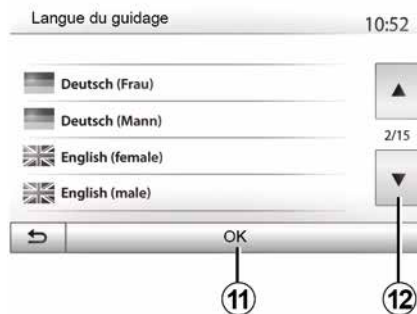 Langue du guidage 10:52
Deutsch (Frau)
Deutsch (Mann)
2/15
English (female)
English (male)
OK
11 12